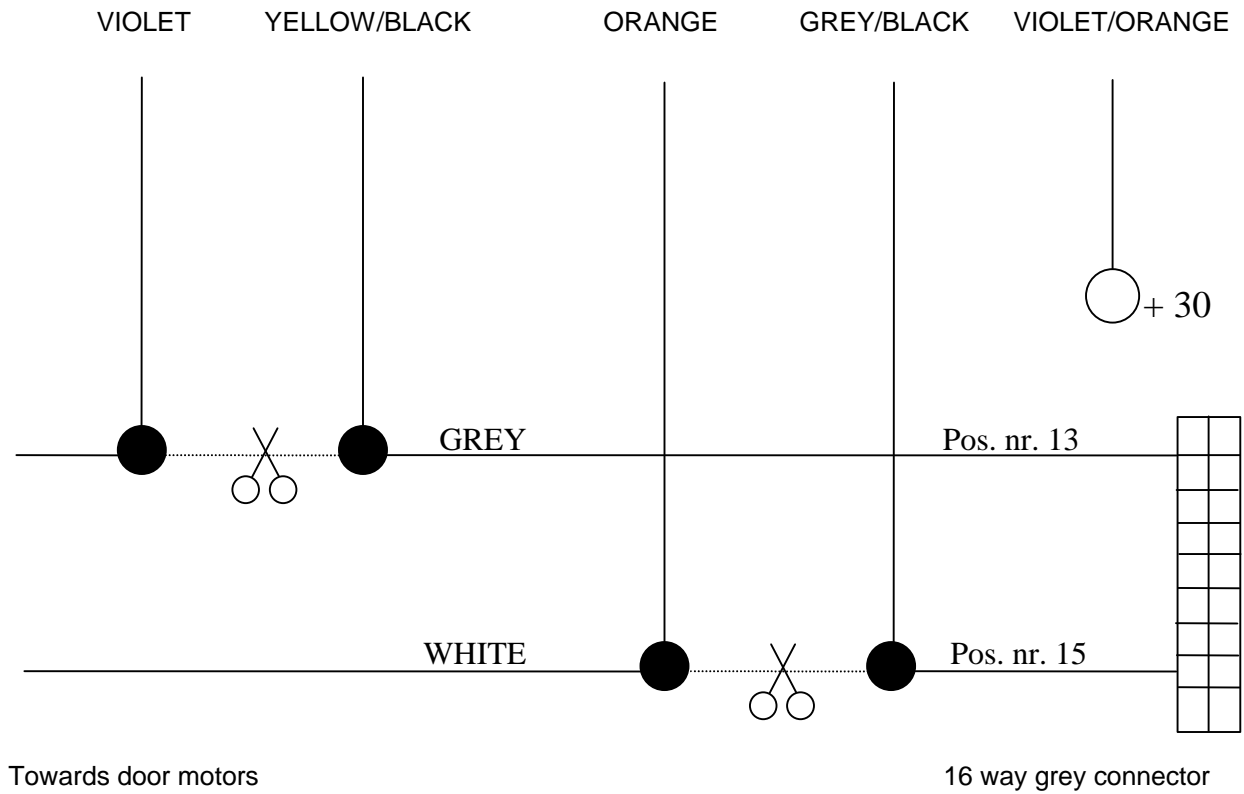 VIOLET YELLOW/BLACK ORANGE GREY/BLACK VIOLET/ORANGE
+ 30
GREY Pos. nr. 13
WHITE Pos. nr. 15
Towards door motors 16 way grey connector